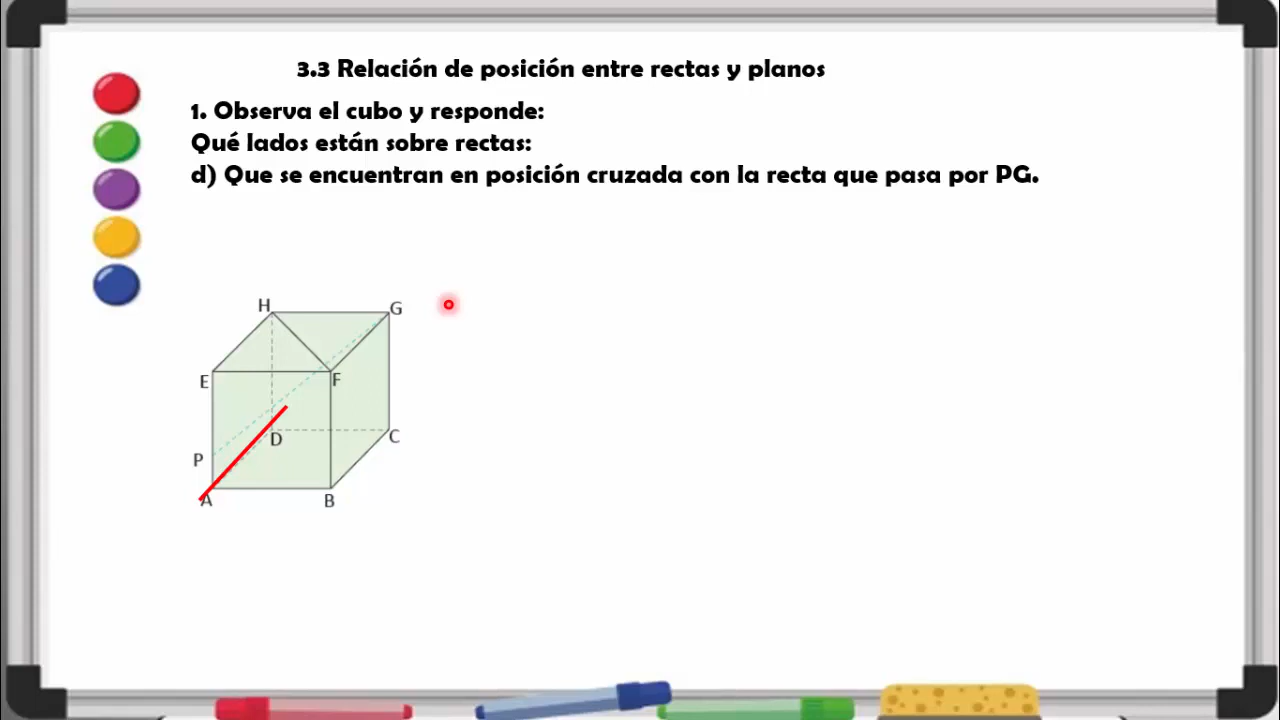 3.3 Relación de posición entre rectas y planos
1. Observa el cubo y responde:
Qué lados están sobre rectas:
d) Que se encuentran en posición cruzada con la recta que pasa por PG.
H
G
E
F
D
C
P
A
B